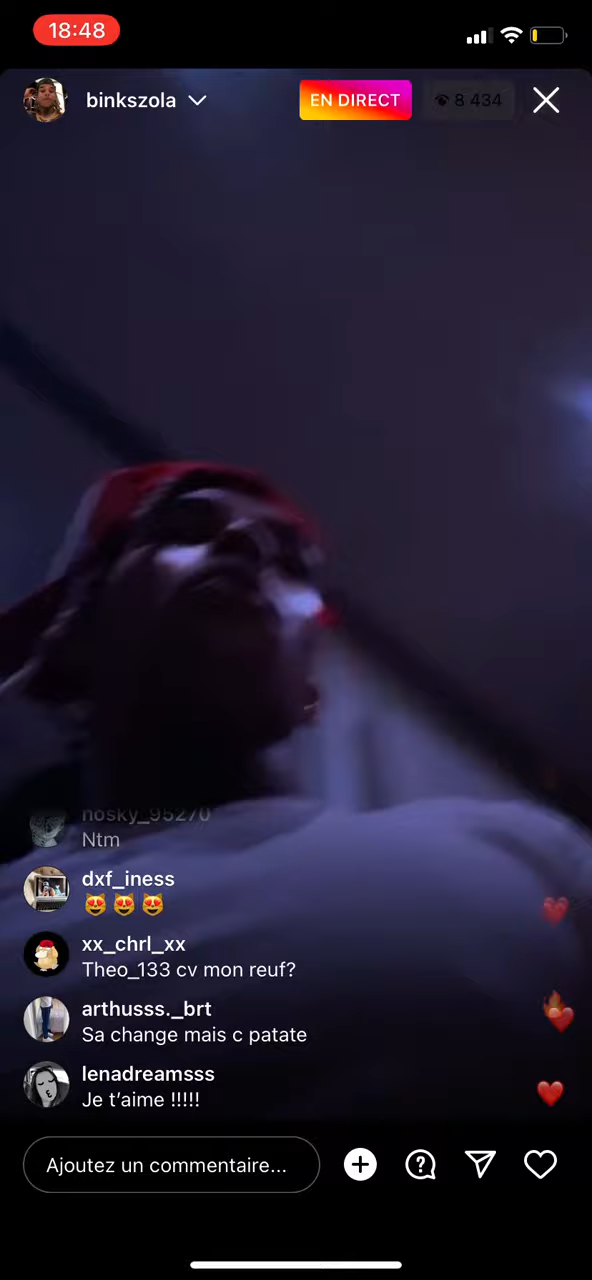 18:48
binkszola
EN DIRECT
8 434
nosky_95270
Ntm
dxf_iness
😻 😻 😻
xx_chrl_xx
Theo_133 cv mon reuf?
arthusss._brt
Sa change mais c patate
lenadreamsss
Je t’aime !!!!!
Ajoutez un commentaire...